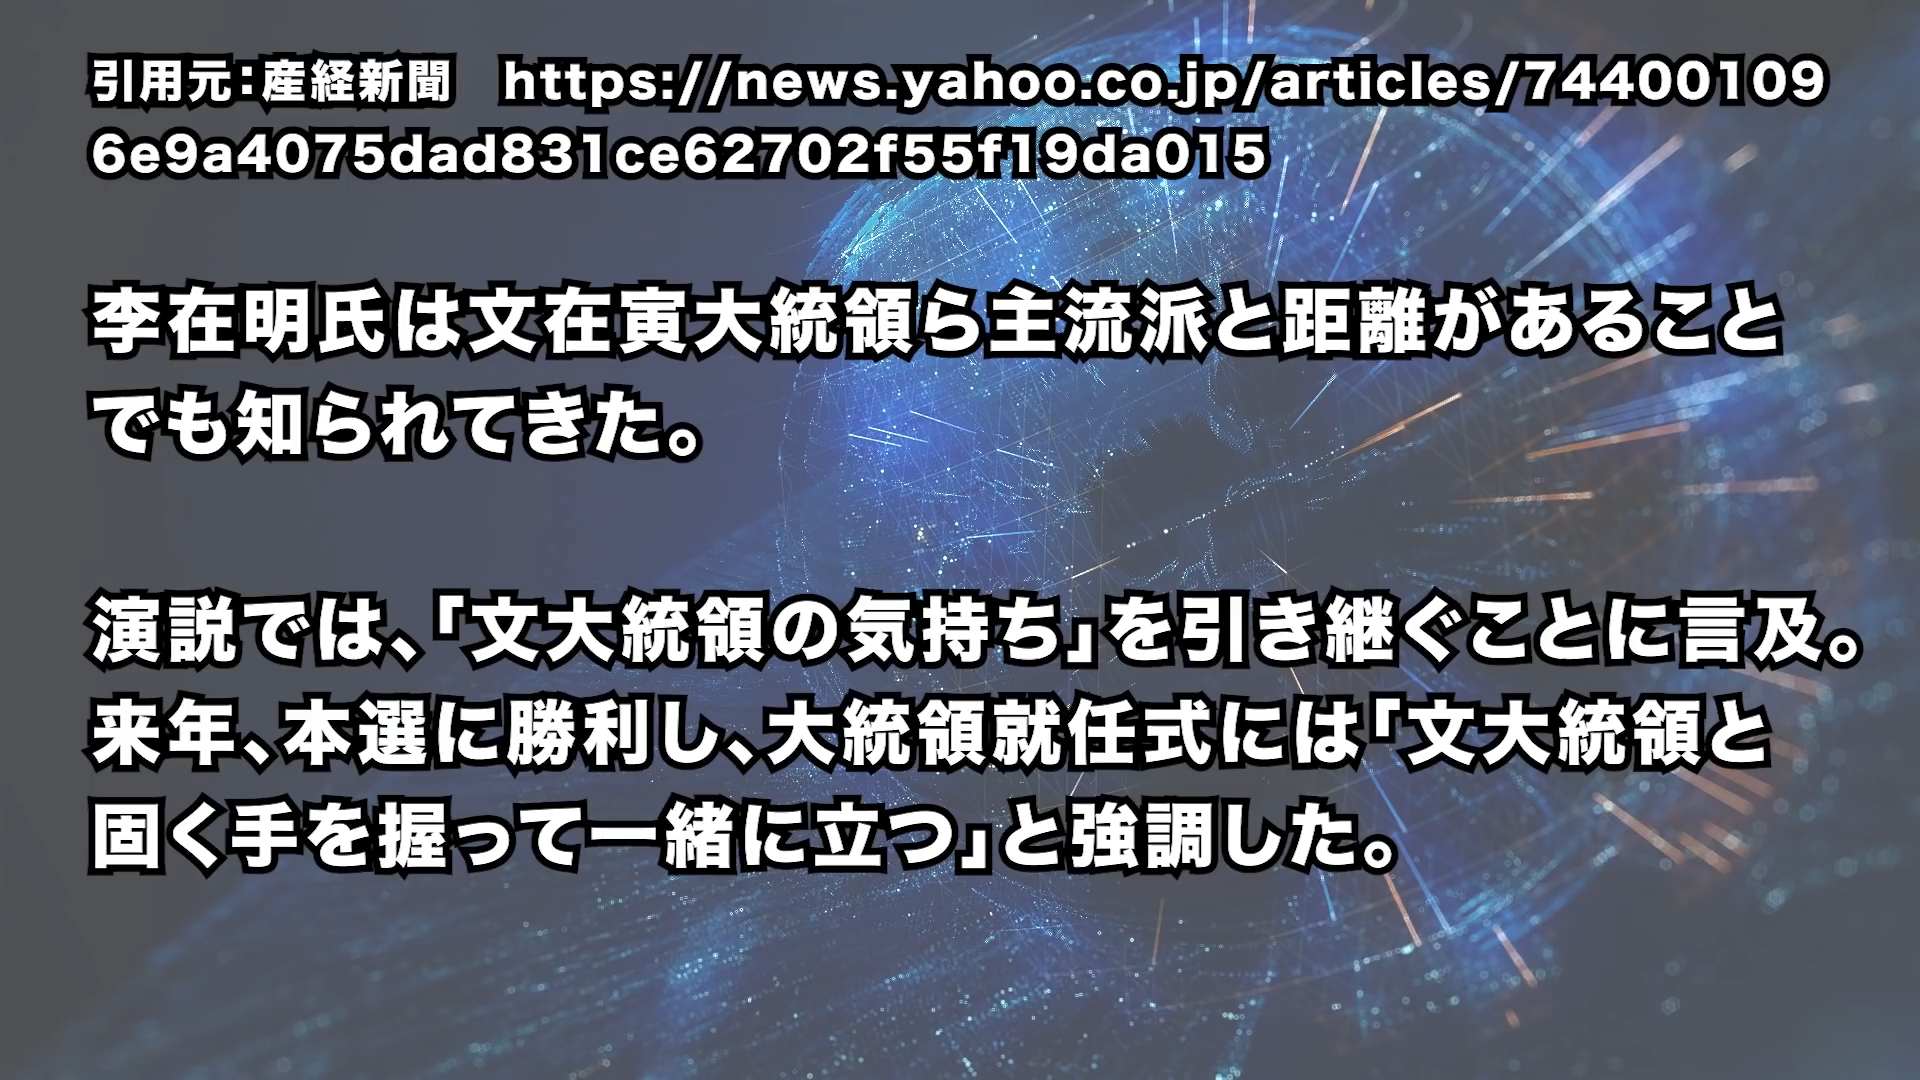 引用元：産経新聞　https://news.yahoo.co.jp/articles/74400109
6e9a4075dad831ce62702f55f19da015
李在明氏は文在寅大統領ら主流派と距離があること
でも知られてきた。
演説では、「文大統領の気持ち」を引き継ぐことに言及。
来年、本選に勝利し、大統領就任式には「文大統領と
固く手を握って一緒に立つ」と強調した。